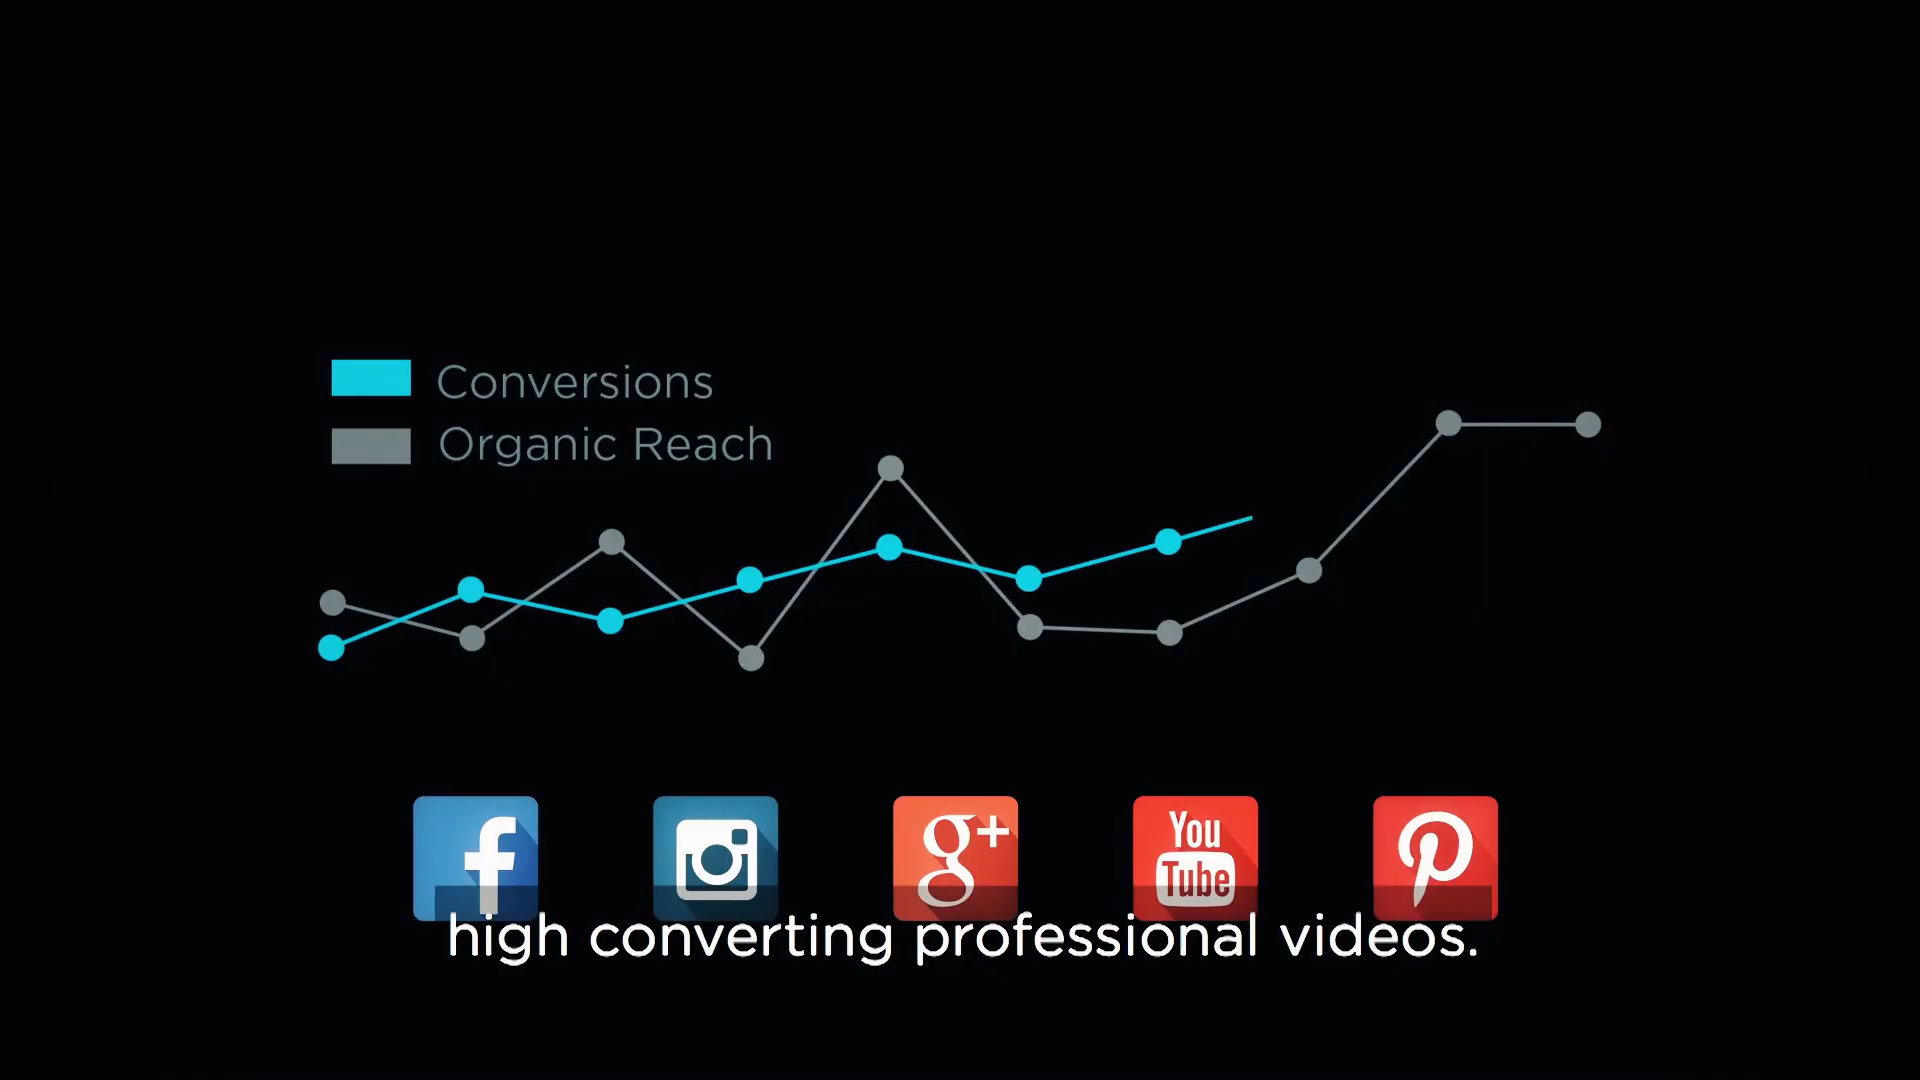 Conversions
Organic Reach
f
g+
You
Tube
high converting professional videos.